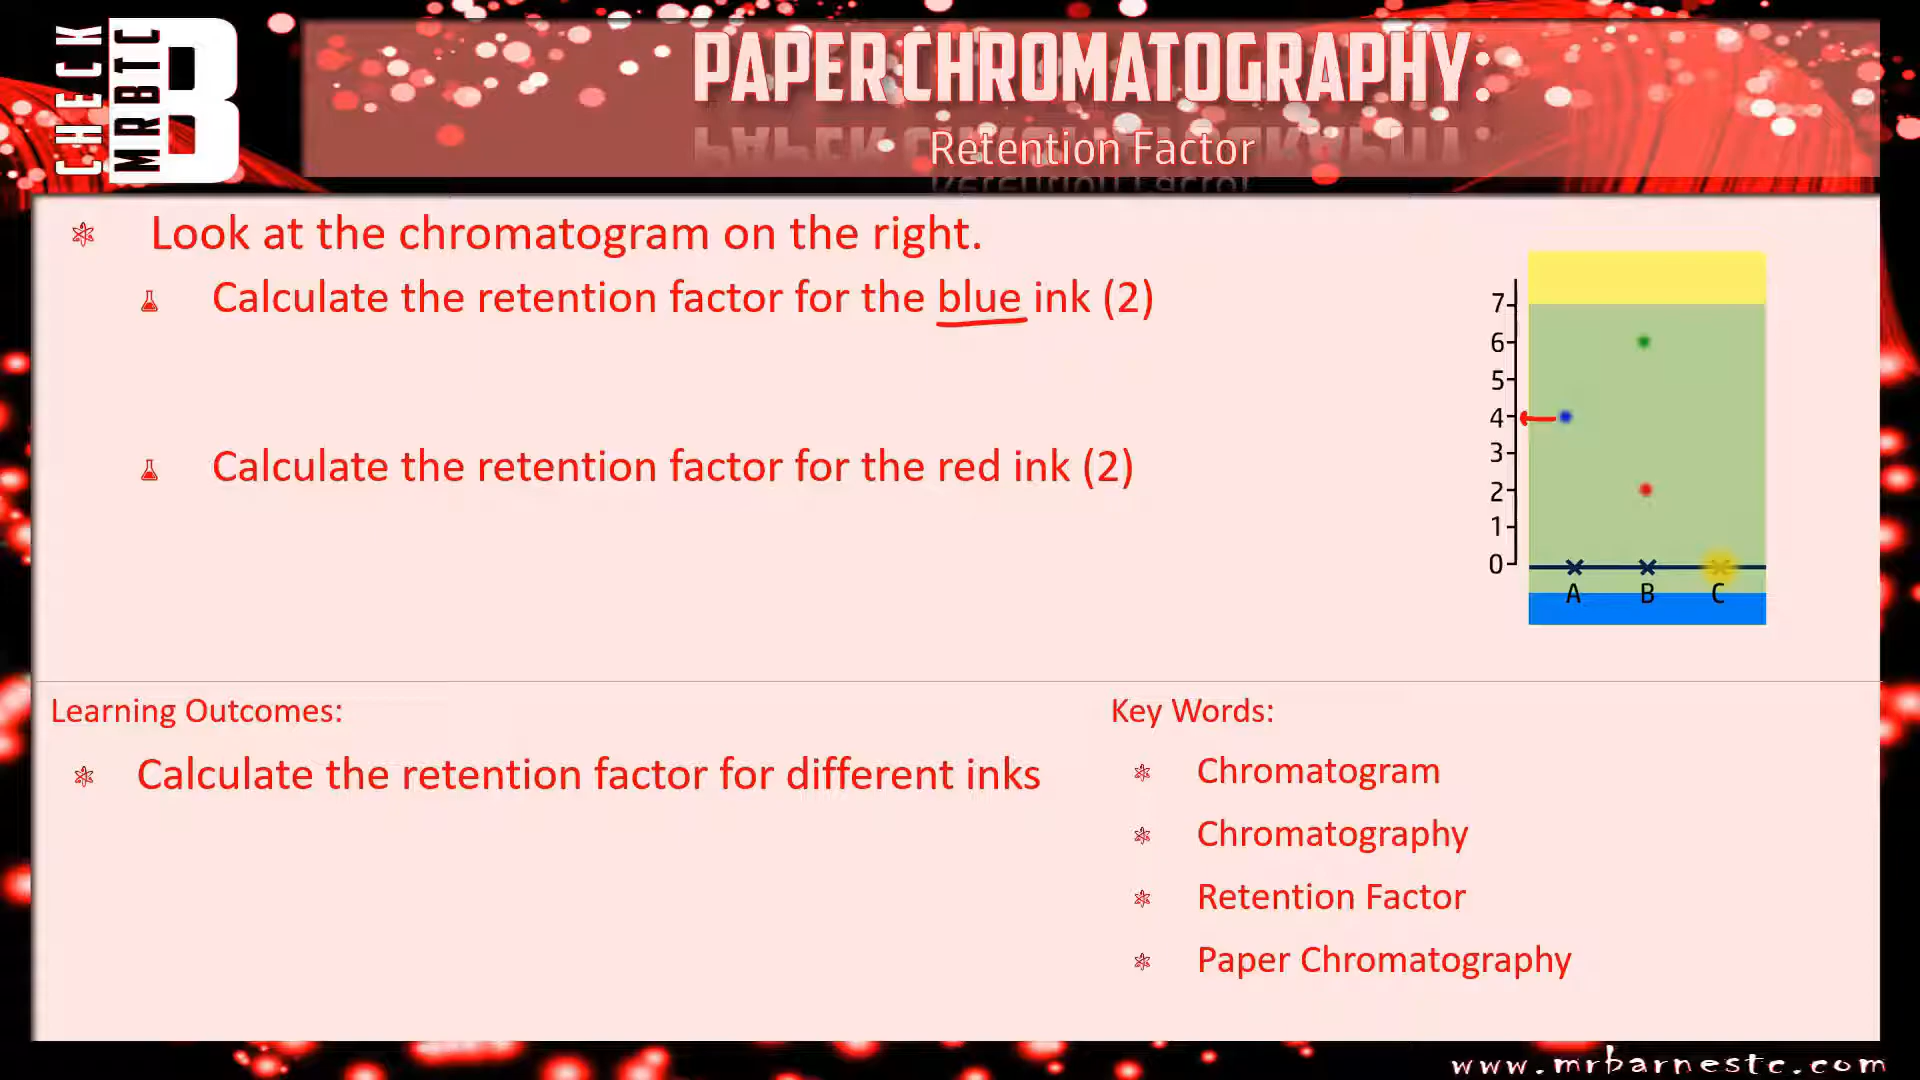 CHECK
MRBTC
B
PAPER CHROMATOGRAPHY:
Retention Factor
Look at the chromatogram on the right.
Calculate the retention factor for the blue ink (2)
Calculate the retention factor for the red ink (2)
7
6
5
4
3
2
1
0
A B C
Learning Outcomes:
Calculate the retention factor for different inks
Key Words:
Chromatogram
Chromatography
Retention Factor
Paper Chromatography
www.mrbarnestc.com